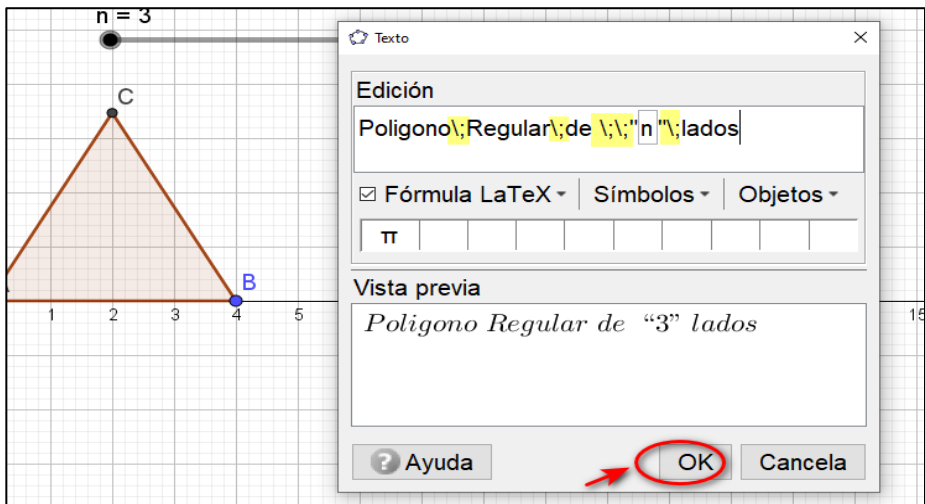 n = 3
Texto
Edición
Poligono\;Regular\;de \;\;"n"\;lados
Fórmula LaTeX
Símbolos
Objetos
π
Vista previa
Poligono Regular de “3” lados
Ayuda
OK
Cancela
C
B
1 2 3 4 5 15